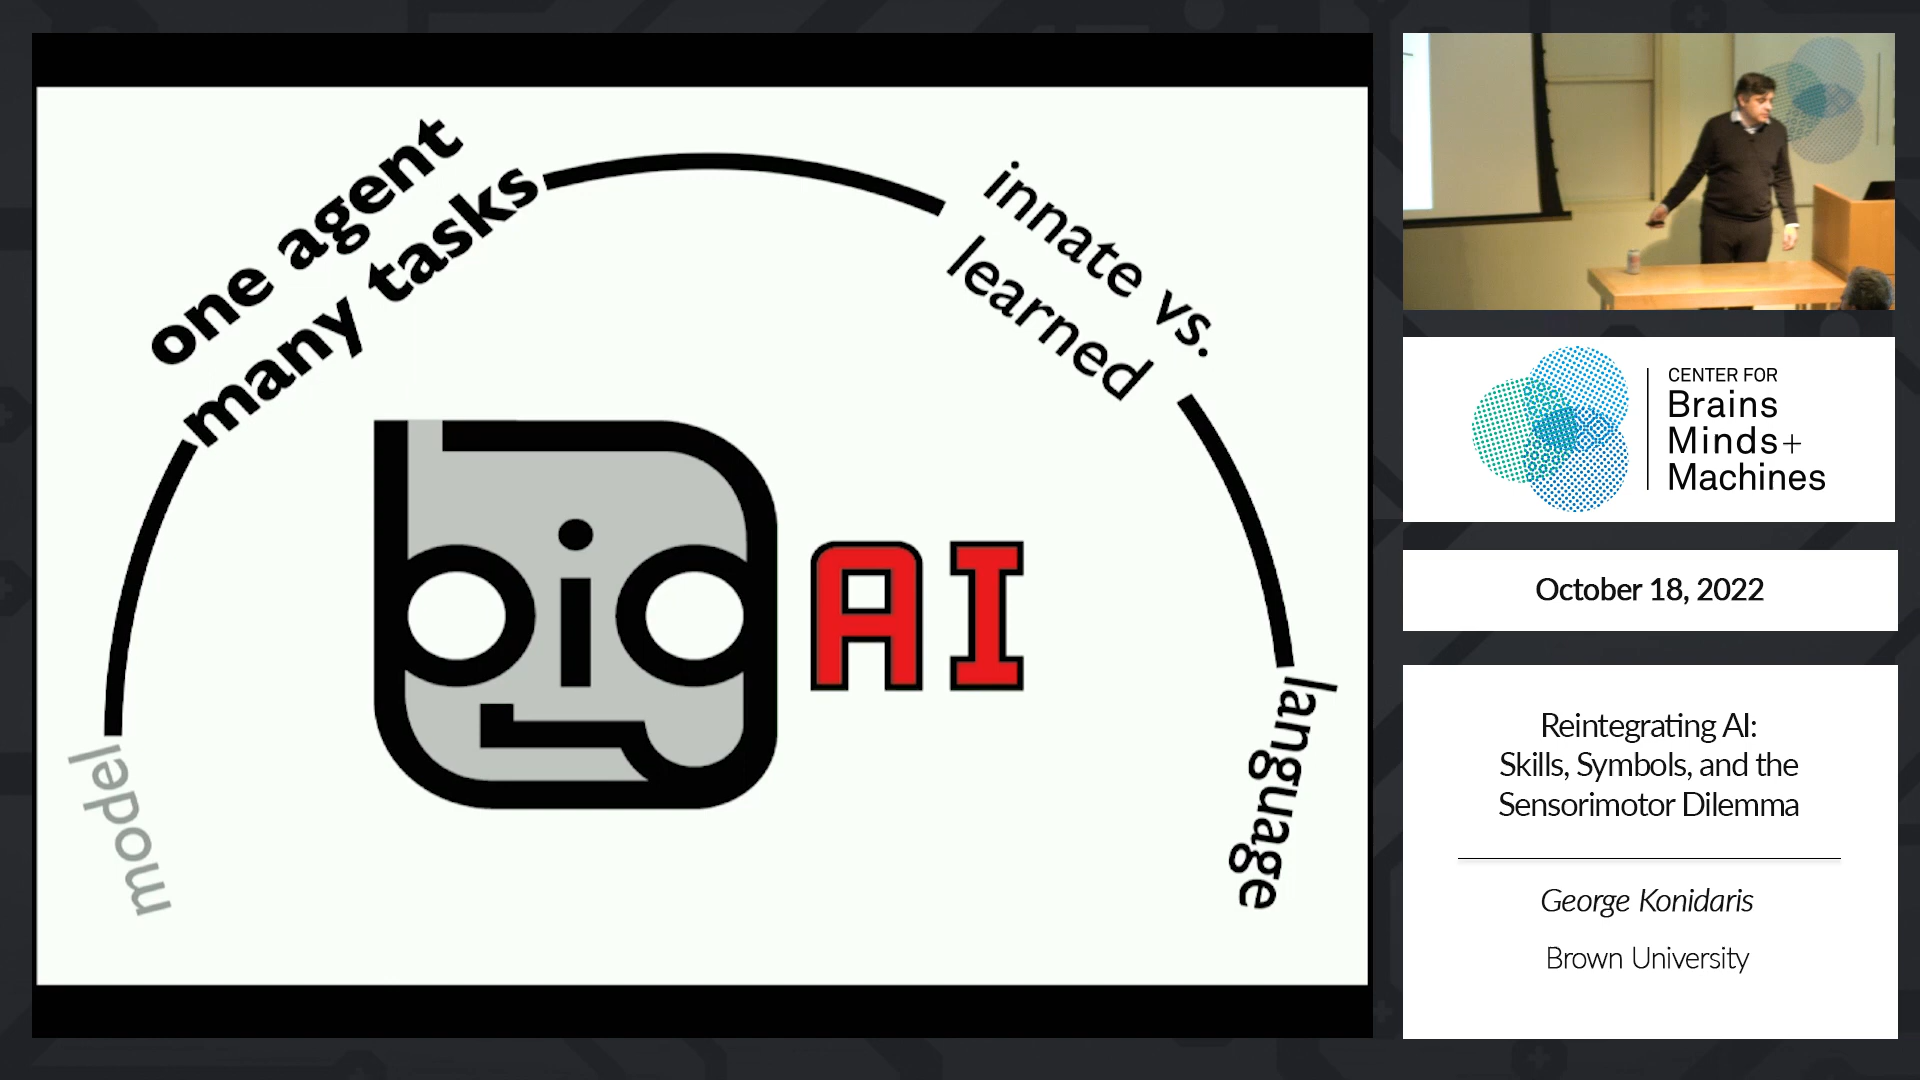 one agent
many tasks
innate vs.
learned
model
big AI
language
CENTER FOR
Brains
Minds+
Machines
October 18, 2022
Reintegrating AI:
Skills, Symbols, and the
Sensorimotor Dilemma
George Konidaris
Brown University